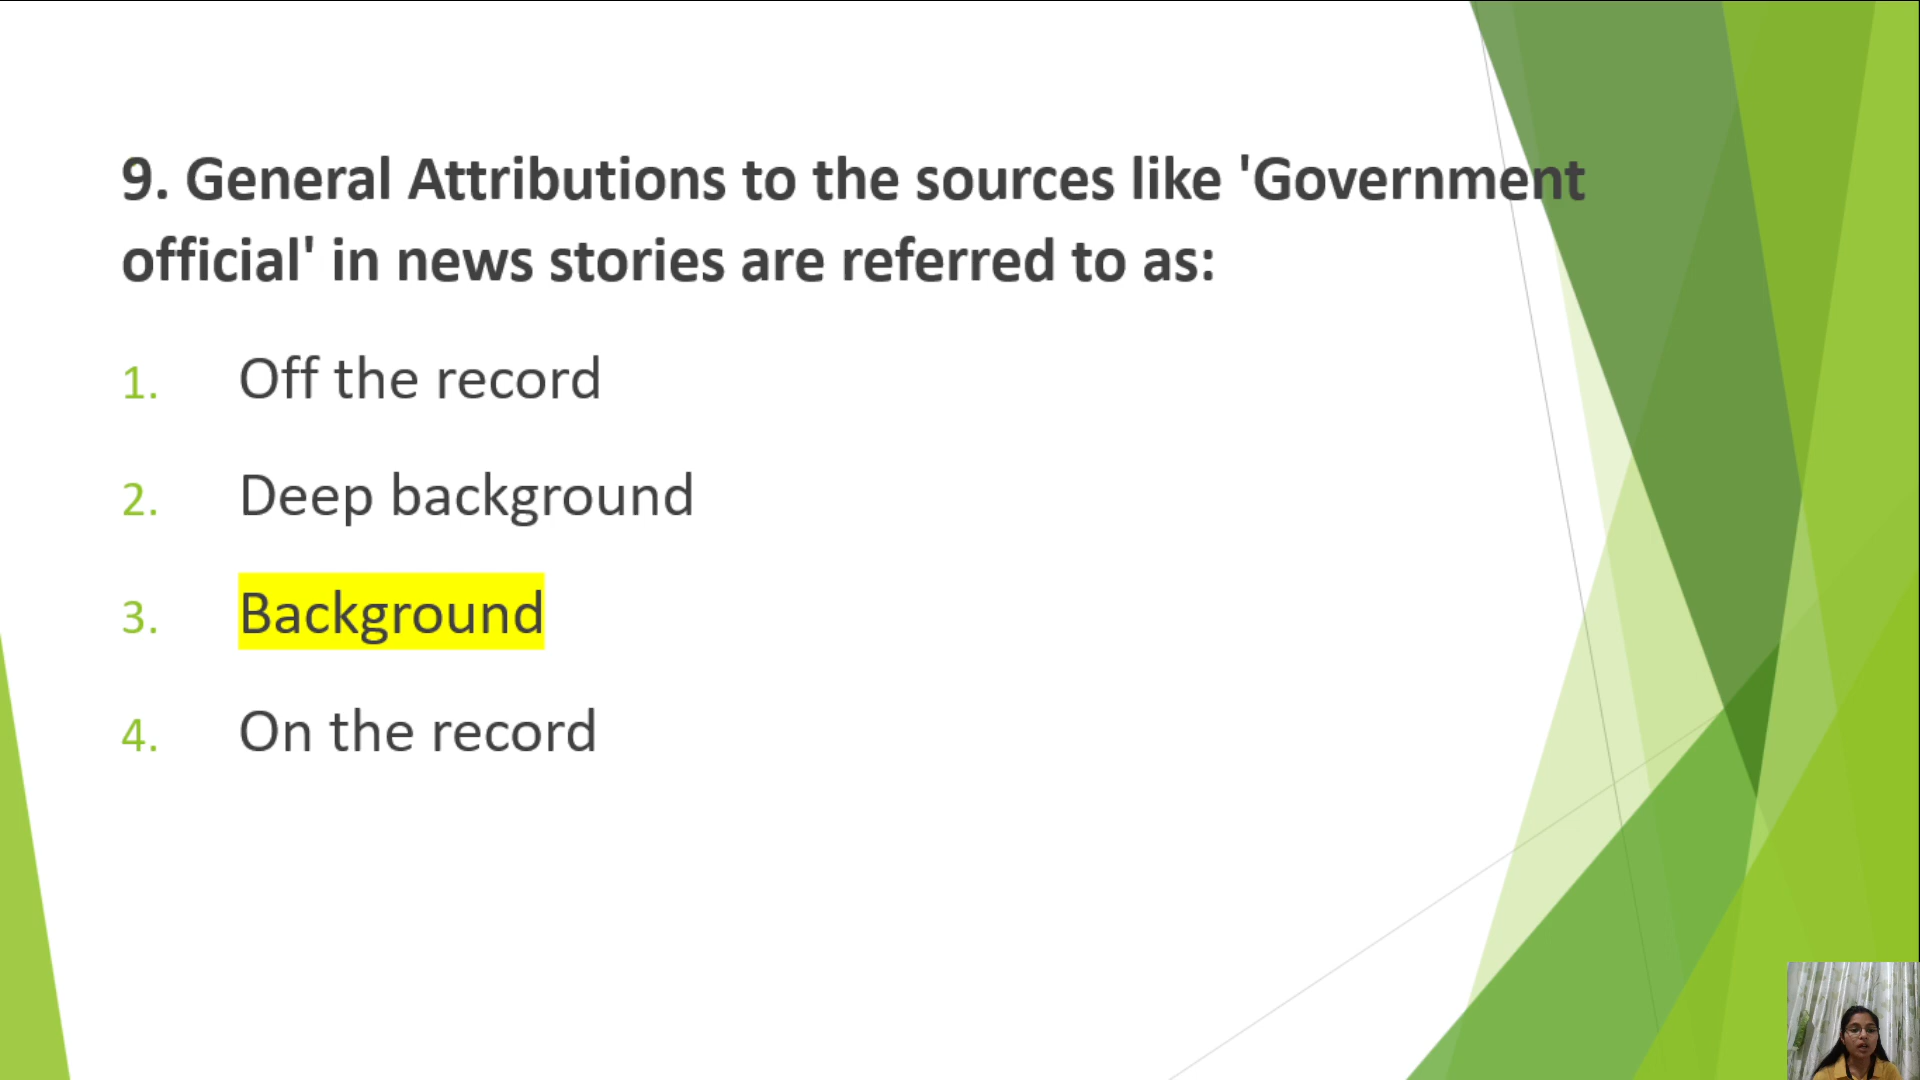 9. General Attributions to the sources like 'Government
official' in news stories are referred to as:
1. Off the record
2. Deep background
3. Background
4. On the record